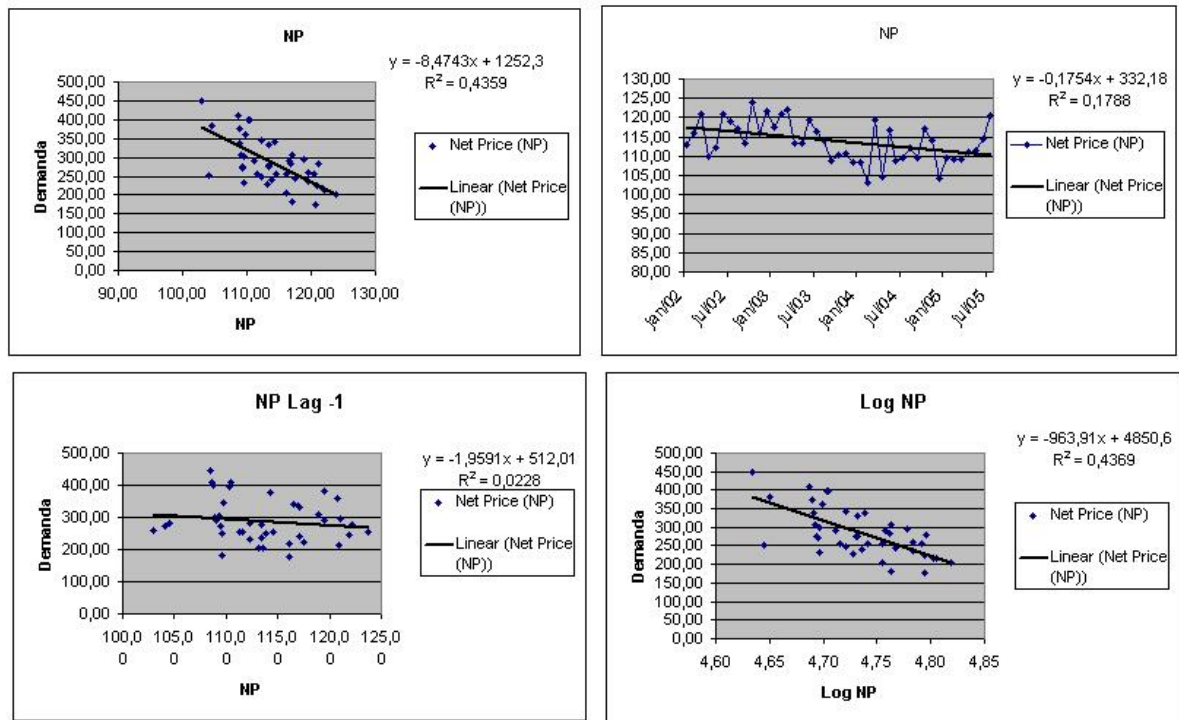 NP
y = -8,4743x + 1252,3
R² = 0,4359
500,00
450,00
400,00
350,00
300,00
250,00
200,00
150,00
100,00
50,00
0,00
Demanda
90,00 100,00 110,00 120,00 130,00
NP
Net Price (NP)
Linear (Net Price
(NP))
NP
y = -0,1754x + 332,18
R² = 0,1788
130,00
125,00
120,00
115,00
110,00
105,00
100,00
95,00
90,00
85,00
80,00
jan/02 jul/02 jan/03 jul/03 jan/04 jul/04 jan/05 jul/05
Net Price (NP)
Linear (Net Price
(NP))
NP Lag -1
y = -1,9591x + 512,01
R² = 0,0228
500,00
400,00
300,00
200,00
100,00
0,00
Demanda
100,0 105,0 110,0 115,0 120,0 125,0
0 0 0 0 0 0
NP
Net Price (NP)
Linear (Net Price
(NP))
Log NP
y = -963,91x + 4850,6
R² = 0,4369
500,00
450,00
400,00
350,00
300,00
250,00
200,00
150,00
100,00
50,00
0,00
Demanda
4,60 4,65 4,70 4,75 4,80 4,85
Log NP
Net Price (NP)
Linear (Net Price
(NP))